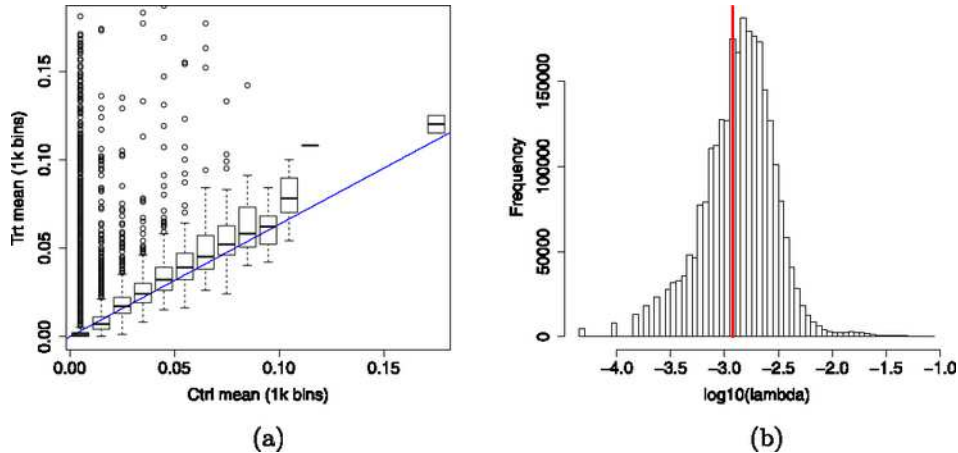 0.15
0.10
0.05
0.00
Trt mean (1k bins)
0.00 0.05 0.10 0.15
Ctrl mean (1k bins)
(a)
150000
100000
50000
0
Frequency
−4.0 −3.5 −3.0 −2.5 −2.0 −1.5 −1.0
log10(lambda)
(b)